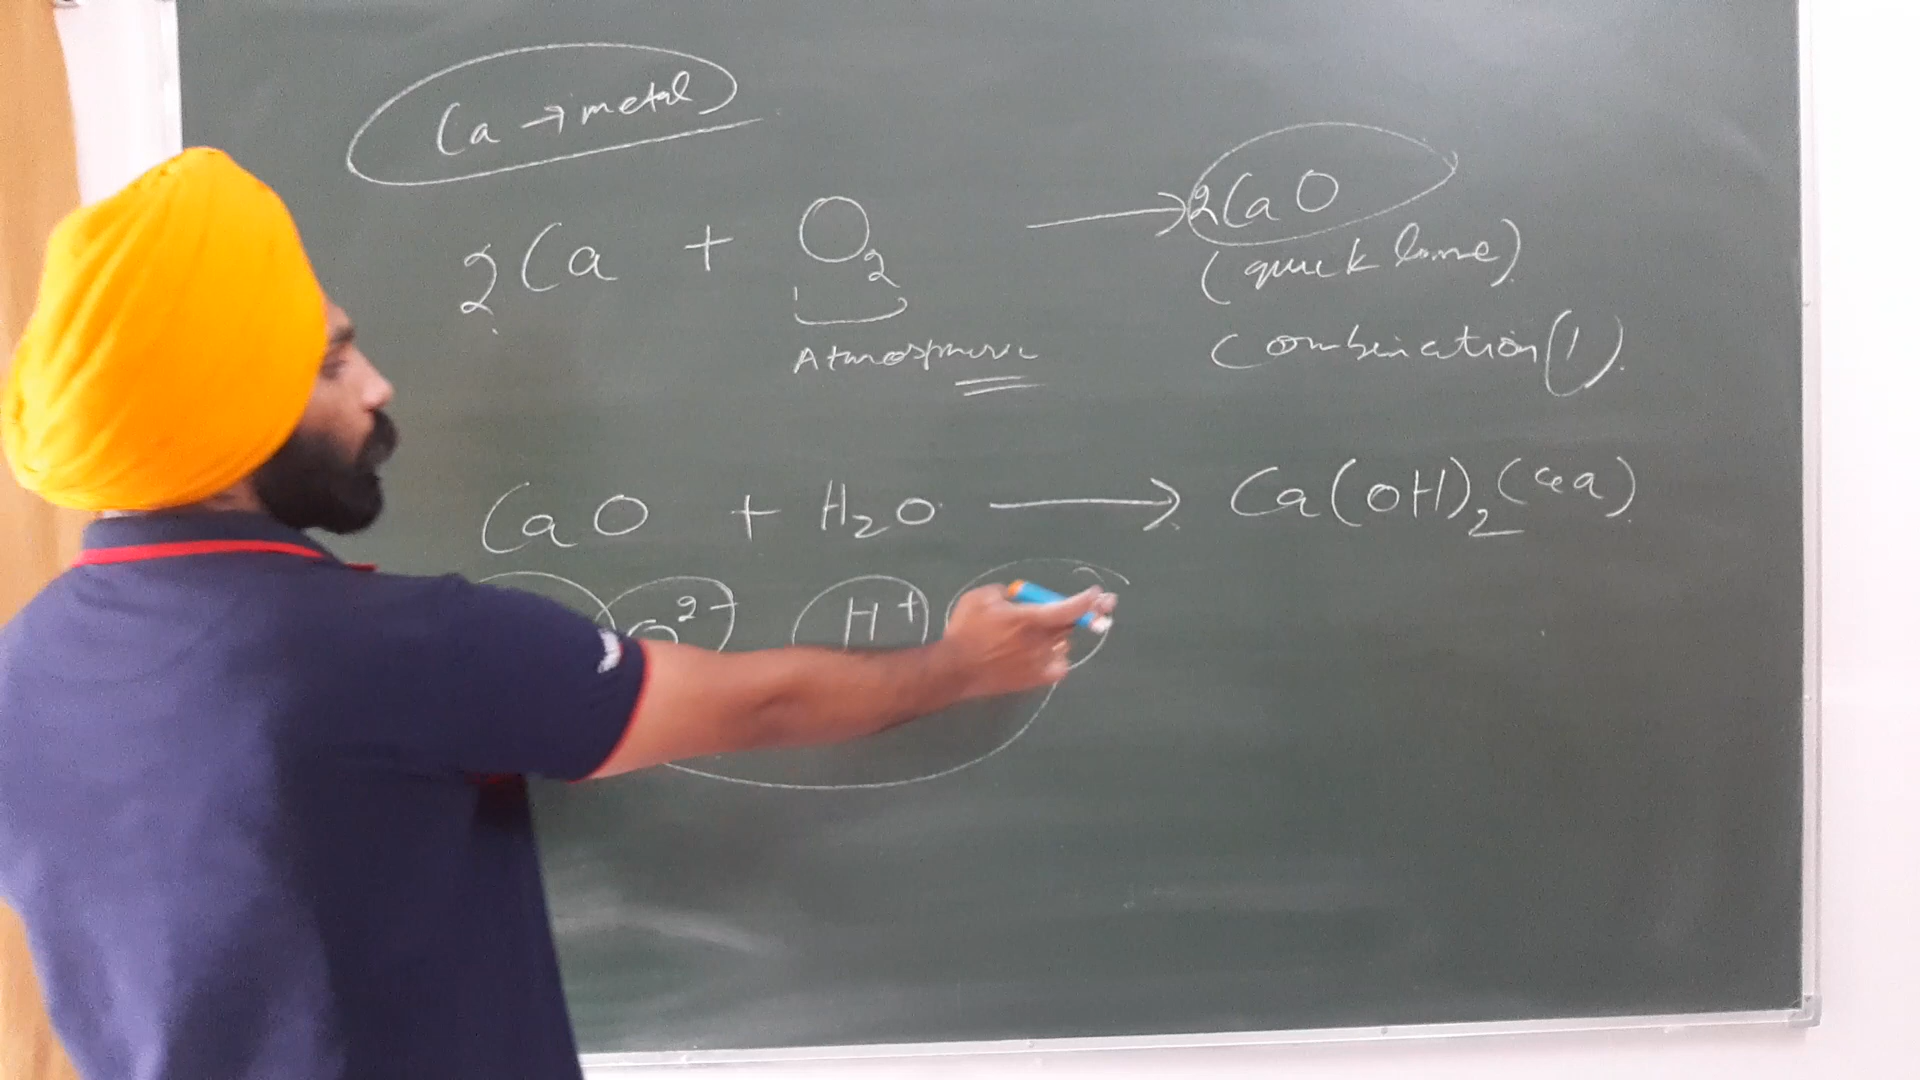 Ca → metal
2Ca + O₂ → 2CaO
(quick lime)
Atmosphere
Combination (1).
CaO + H₂O → Ca(OH)₂(aq)
O²⁻ H⁺